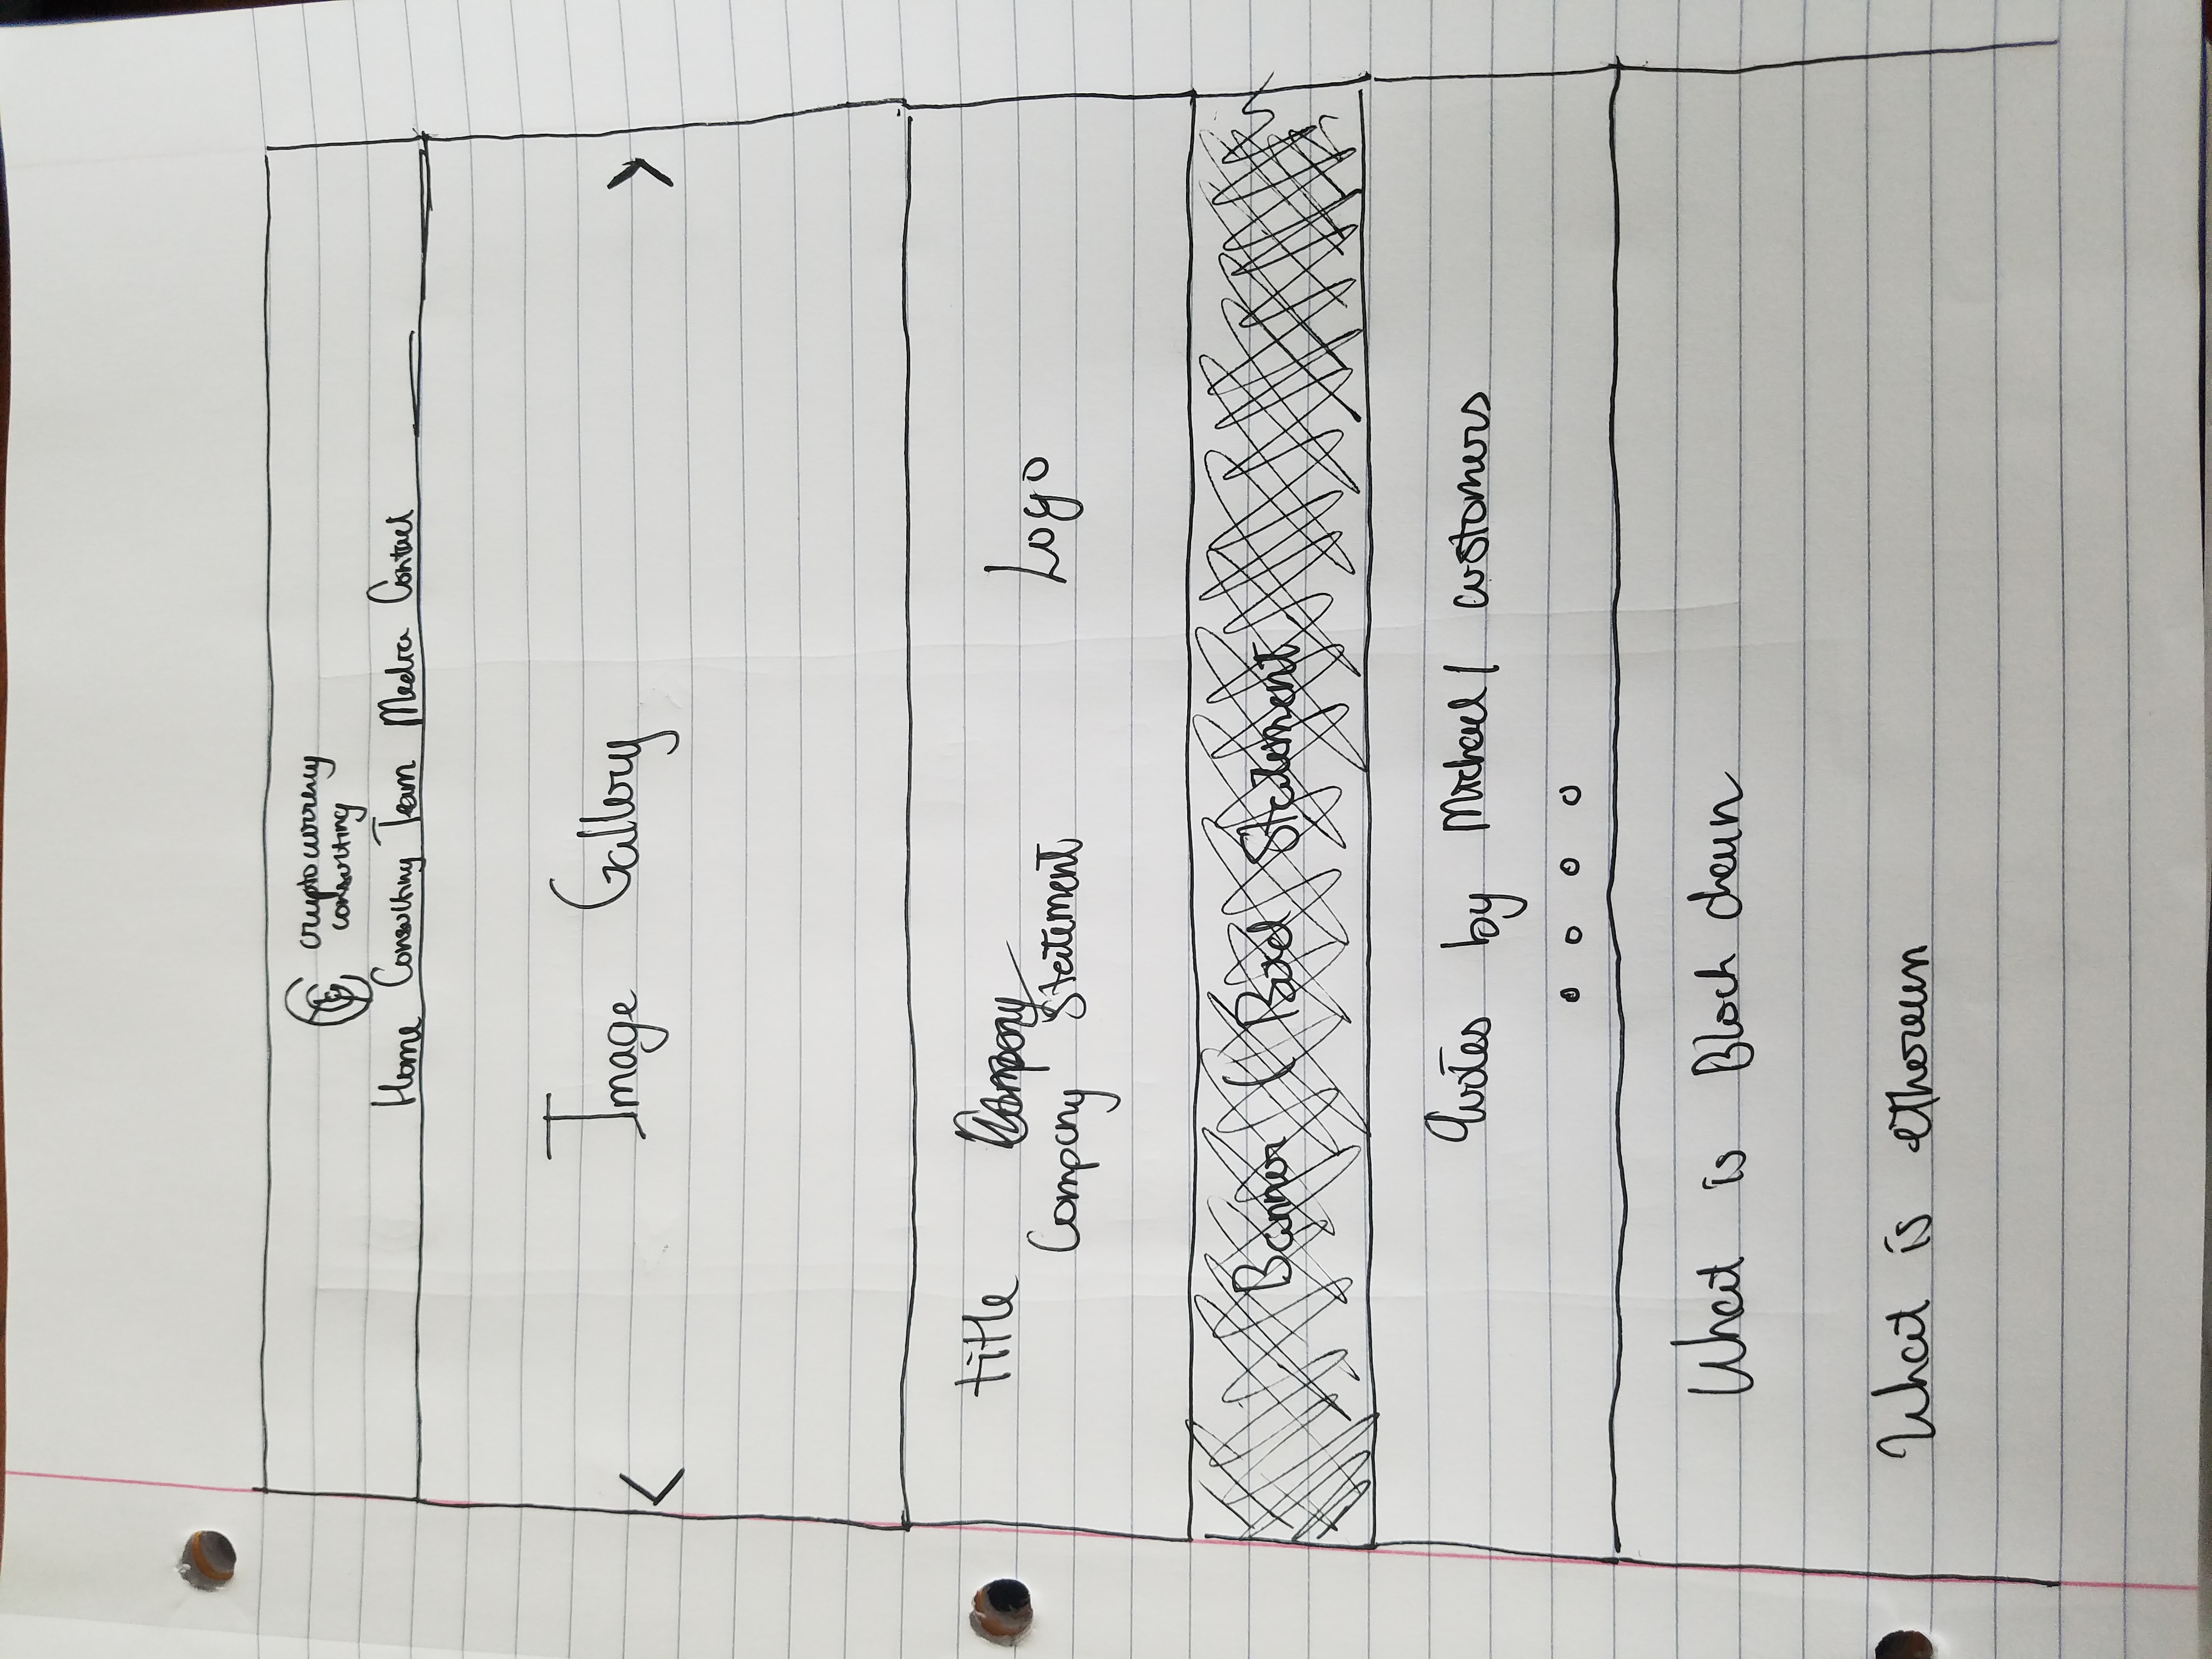 cryptocurrency
consulting
Home Consulting Team Media Contact
Image Gallery
< >
title
Company Statement
Logo
Banner / Bold Statement
Quotes by Michael / customers
What is Block chain
What is ethereum